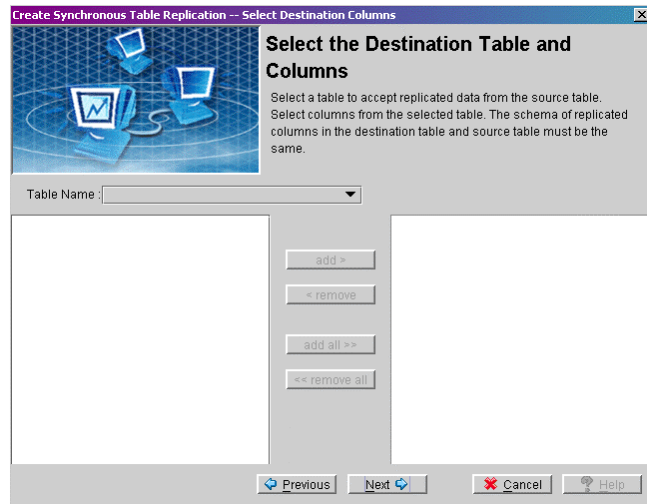 Create Synchronous Table Replication -- Select Destination Columns
Select the Destination Table and
Columns
Select a table to accept replicated data from the source table.
Select columns from the selected table. The schema of replicated
columns in the destination table and source table must be the
same.
Table Name :
add >
< remove
add all >>
<< remove all
Previous Next Cancel Help